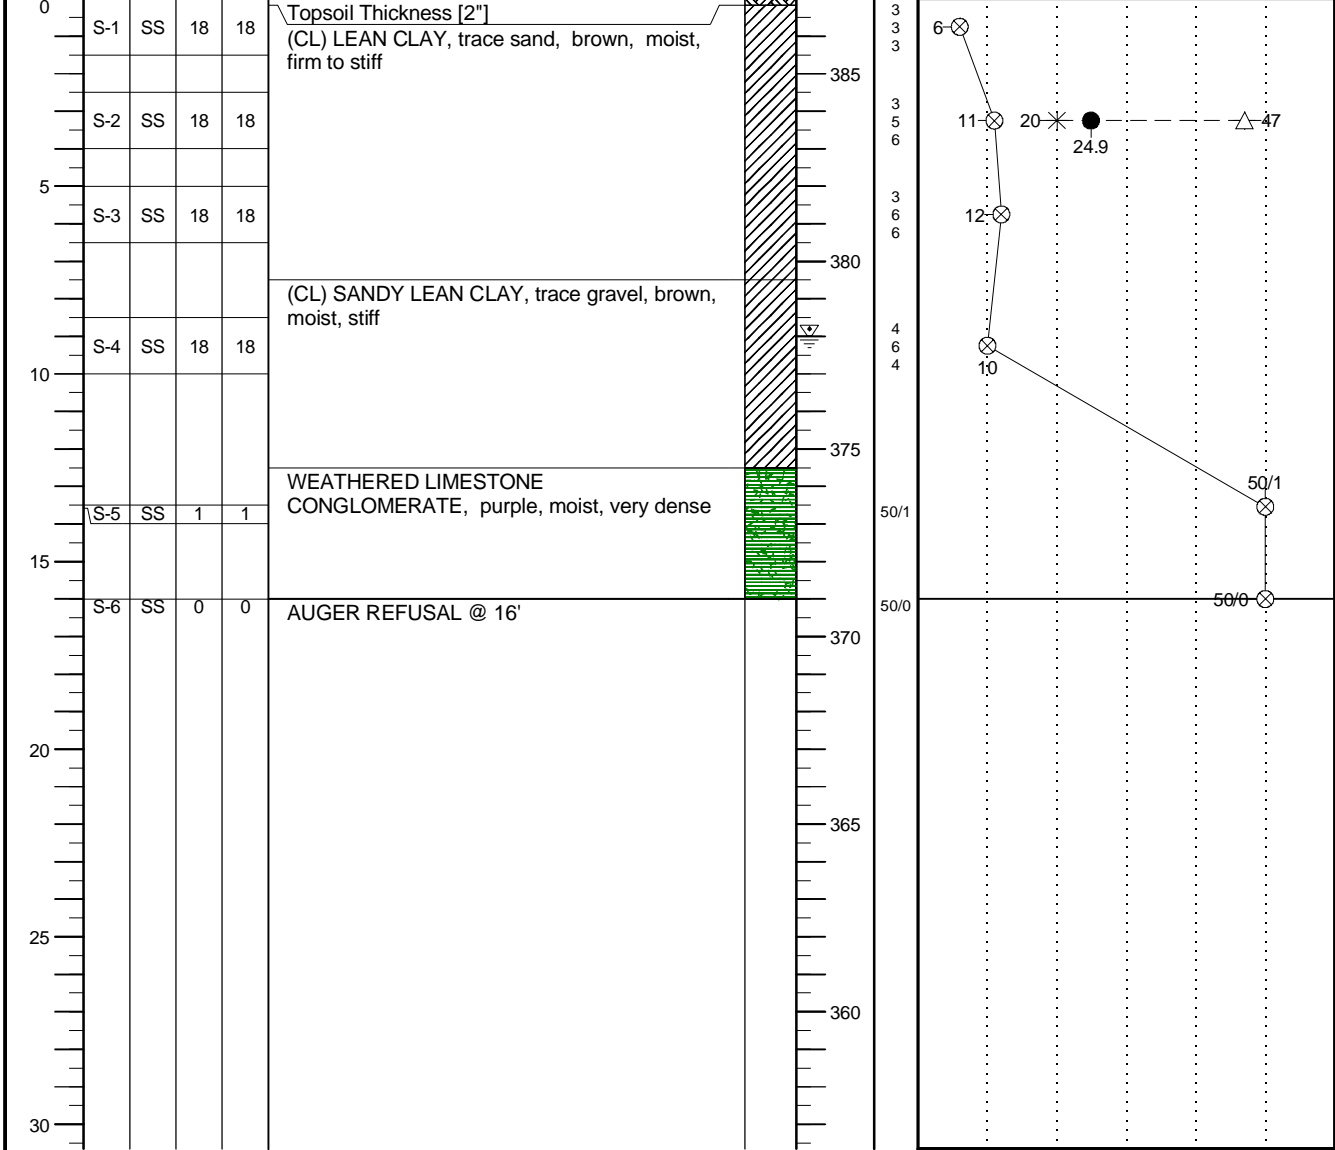 0
Topsoil Thickness [2"]
S-1 SS 18 18
(CL) LEAN CLAY, trace sand, brown, moist,
firm to stiff
3
3
3
6
385
S-2 SS 18 18
3
5
6
11
20
24.9
47
5
S-3 SS 18 18
3
6
6
12
380
(CL) SANDY LEAN CLAY, trace gravel, brown,
moist, stiff
S-4 SS 18 18
4
6
4
10
10
375
WEATHERED LIMESTONE
CONGLOMERATE, purple, moist, very dense
S-5 SS 1 1
50/1
50/1
15
S-6 SS 0 0
AUGER REFUSAL @ 16'
50/0
50/0
370
20
365
25
360
30